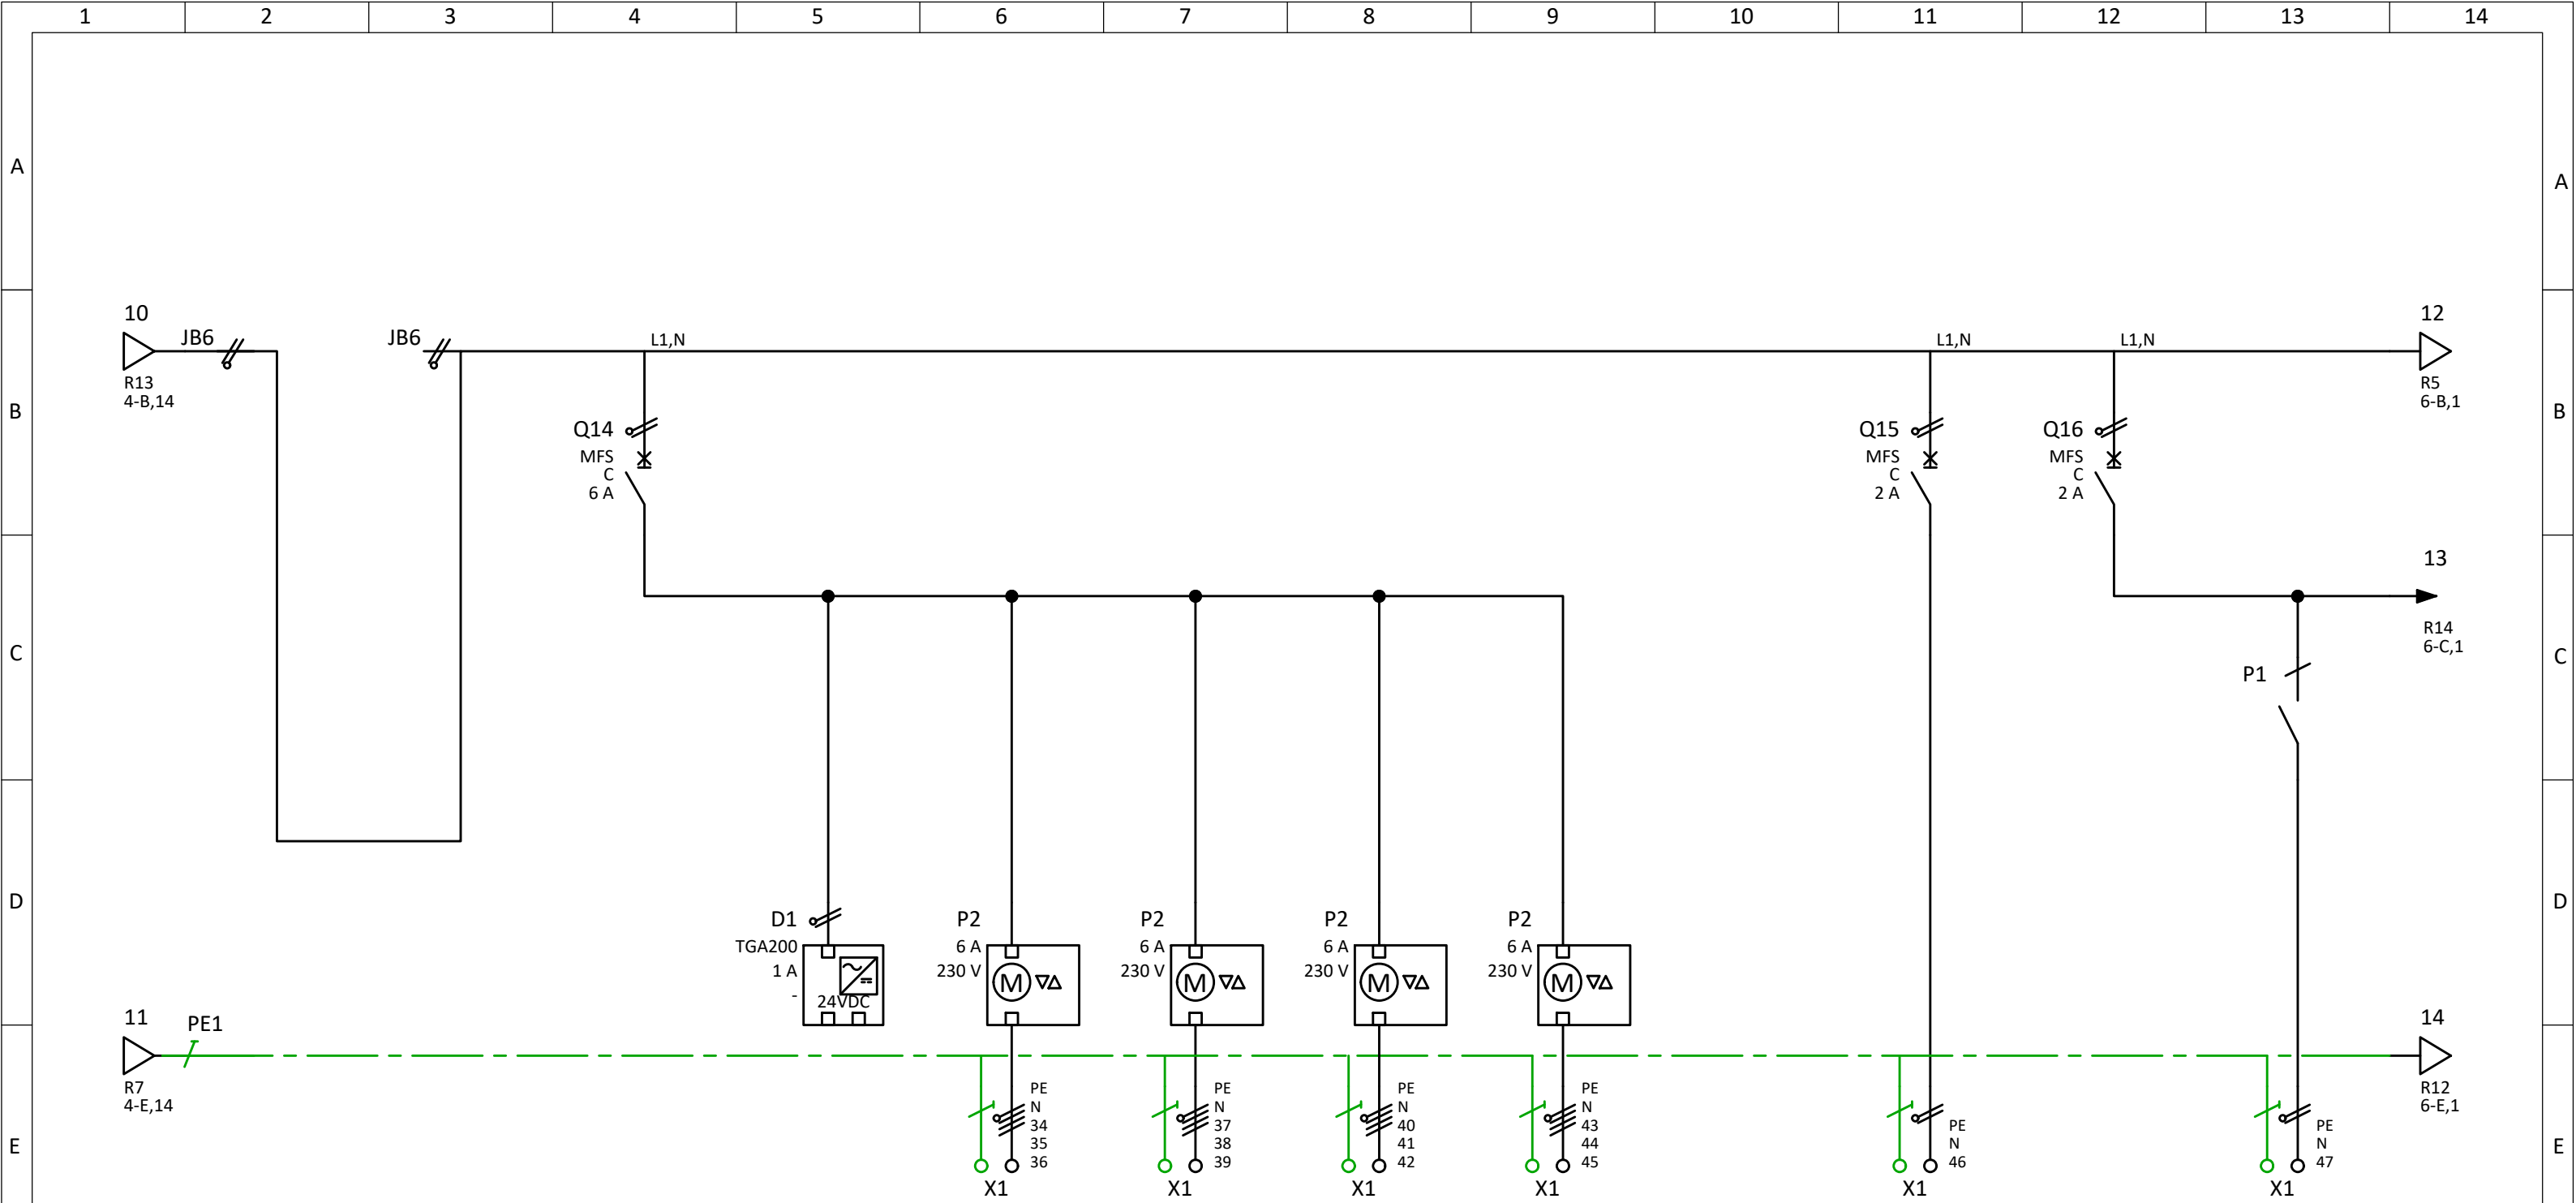 1 2 3 4 5 6 7 8 9 10 11 12 13 14
A A
10 12
JB6 JB6 L1,N L1,N L1,N
R13 R5
4-B,14 6-B,1
B B
Q14 Q15 Q16
MFS MFS MFS
C C C
6 A 2 A 2 A
13
R14
6-C,1
C C
P1
D D
D1 P2 P2 P2 P2
TGA200 6 A 6 A 6 A 6 A
1 A 230 V 230 V 230 V 230 V
M M M M
-
24VDC
11 PE1 14
R7 R12
4-E,14 6-E,1
PE PE PE PE
N N N N
34 37 40 43 PE PE
35 38 41 44 N N
36 39 42 45 46 47
E E
X1 X1 X1 X1 X1 X1